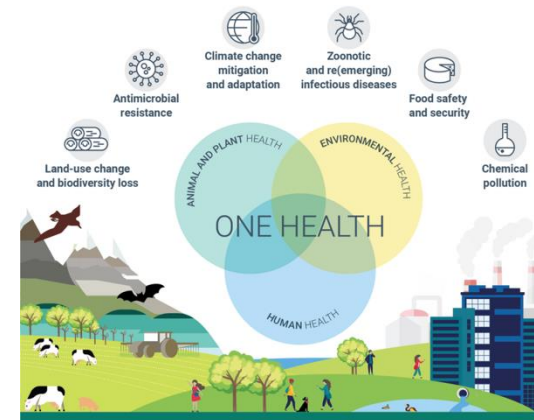 Climate change
mitigation
and adaptation
Zoonotic
and re(emerging)
infectious diseases
Antimicrobial
resistance
Food safety
and security
Land-use change
and biodiversity loss
Chemical
pollution
ANIMAL AND PLANT HEALTH
ENVIRONMENTAL HEALTH
ONE HEALTH
HUMAN HEALTH